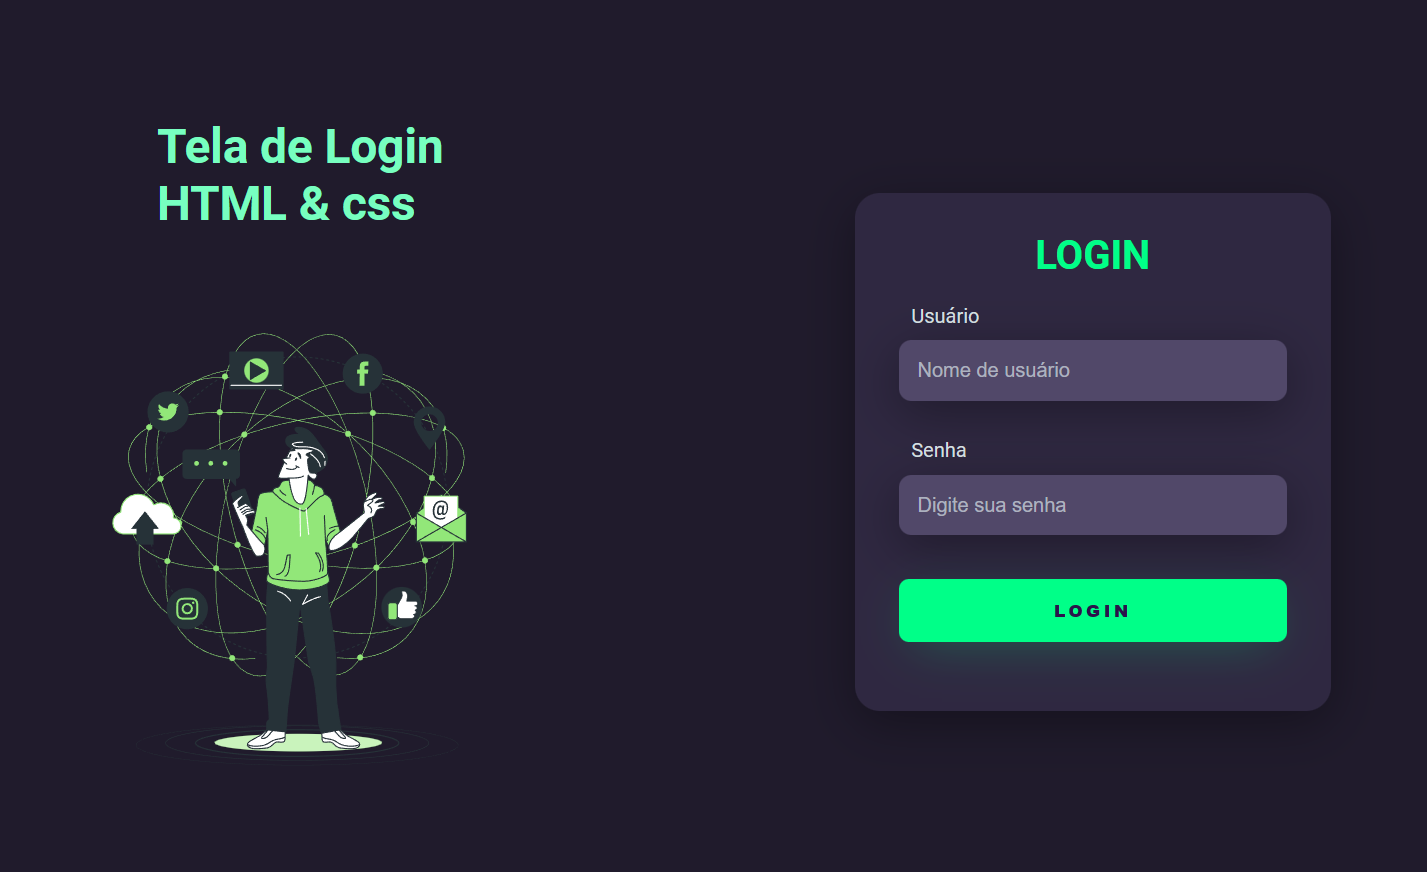 Tela de Login
HTML & css
LOGIN
Usuário
Nome de usuário
Senha
Digite sua senha
LOGIN
@